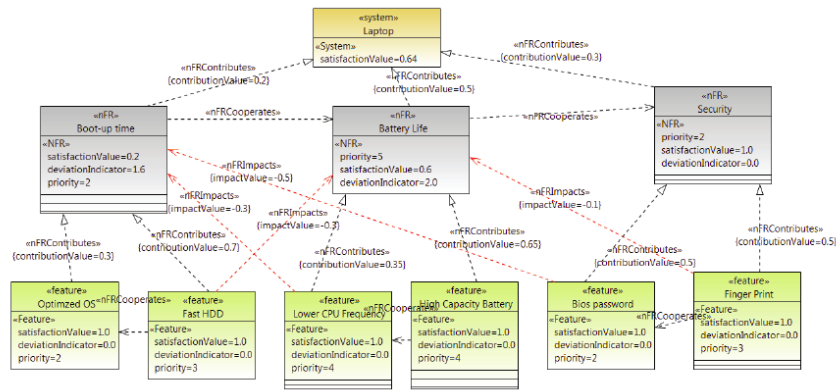 «system»
Laptop
«System»
satisfactionValue=0.64
«nFRContributes»
{contributionValue=0.2}
«nFRContributes»
{contributionValue=0.5}
«nFRContributes»
{contributionValue=0.3}
«nFR»
Boot-up time
«NFR»
satisfactionValue=0.2
deviationIndicator=1.6
priority=2
«nFRCooperates»
«nFR»
Battery Life
«NFR»
priority=5
satisfactionValue=0.6
deviationIndicator=2.0
«nFRCooperates»
«nFR»
Security
«NFR»
priority=2
satisfactionValue=1.0
deviationIndicator=0.0
«nFRImpacts»
{impactValue=-0.5}
«nFRImpacts»
{impactValue=-0.3}
{impactValue=-0.3}
{impactValue=-0.1}
«nFRContributes»
{contributionValue=0.3}
«nFRContributes»
{contributionValue=0.7}
«nFRContributes»
{contributionValue=0.35}
«nFRContributes»
{contributionValue=0.65}
«nFRContributes»
{contributionValue=0.5}
«nFRContributes»
{contributionValue=0.5}
«feature»
Optimzed OS
«Feature»
satisfactionValue=1.0
deviationIndicator=0.0
priority=2
«nFRCooperates»
«feature»
Fast HDD
«Feature»
satisfactionValue=1.0
deviationIndicator=0.0
priority=3
«feature»
Lower CPU Frequency
«Feature»
satisfactionValue=1.0
deviationIndicator=0.0
priority=4
«nFRCooperates»
«feature»
High Capacity Battery
«Feature»
satisfactionValue=1.0
deviationIndicator=0.0
priority=4
«feature»
Bios password
«Feature»
satisfactionValue=1.0
deviationIndicator=0.0
priority=2
«nFRCooperates»
«feature»
Finger Print
«Feature»
satisfactionValue=1.0
deviationIndicator=0.0
priority=3